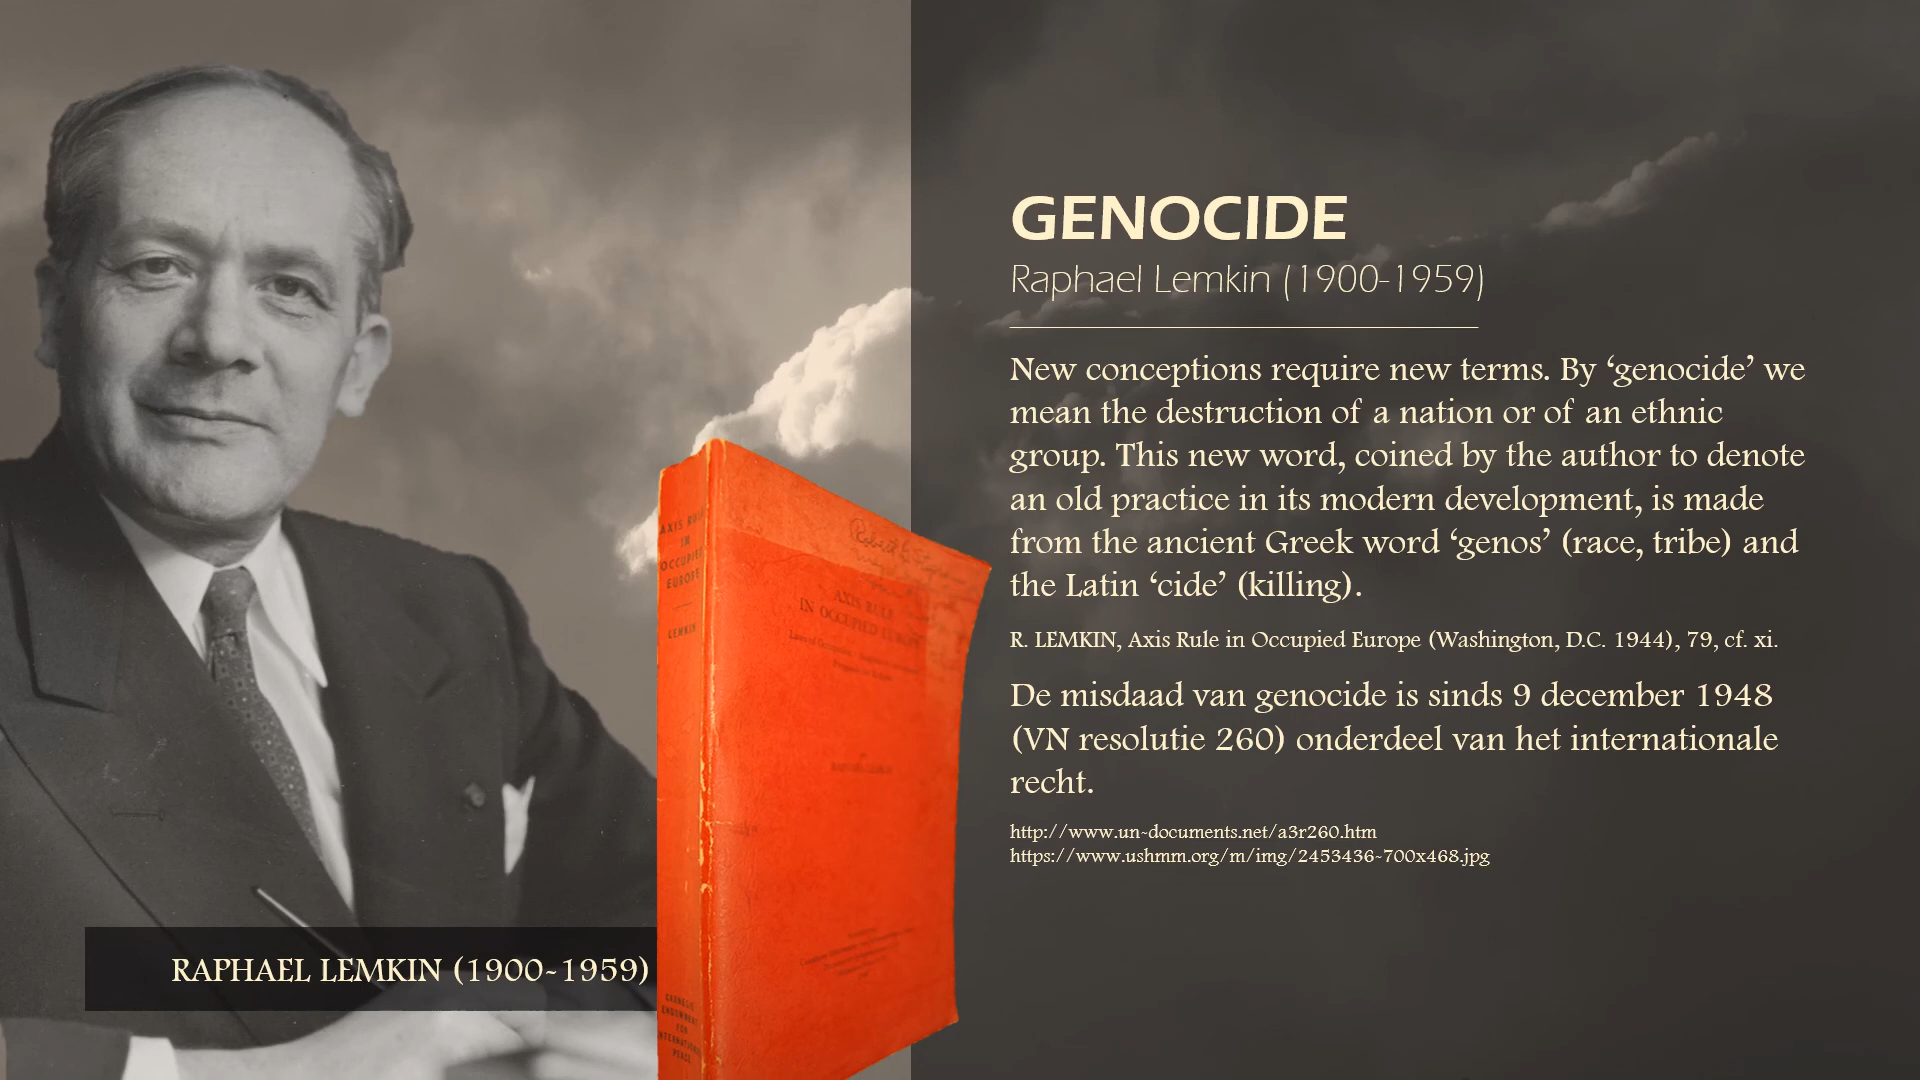 GENOCIDE
Raphael Lemkin (1900-1959)
New conceptions require new terms. By ‘genocide’ we
mean the destruction of a nation or of an ethnic
group. This new word, coined by the author to denote
an old practice in its modern development, is made
from the ancient Greek word ‘genos’ (race, tribe) and
the Latin ‘cide’ (killing).
R. LEMKIN, Axis Rule in Occupied Europe (Washington, D.C. 1944), 79, cf. xi.
De misdaad van genocide is sinds 9 december 1948
(VN resolutie 260) onderdeel van het internationale
recht.
http://www.un-documents.net/a3r260.htm
https://www.ushmm.org/m/img/2453436-700x468.jpg
RAPHAEL LEMKIN (1900-1959)
AXIS RULE
IN
OCCUPIED
EUROPE
LEMKIN
CARNEGIE
ENDOWMENT
FOR
INTERNATIONAL
PEACE
AXIS RULE
IN OCCUPIED EUROPE